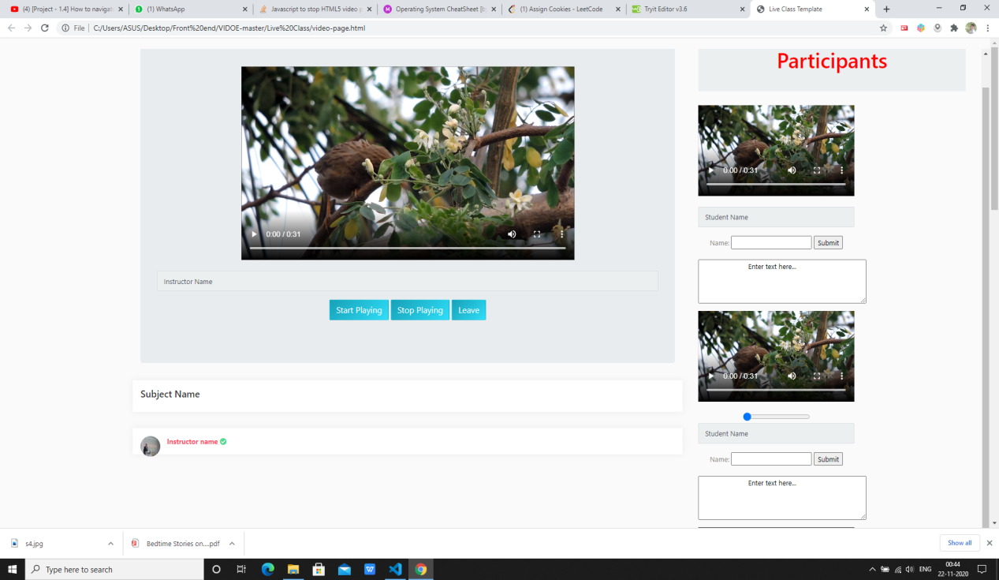 (4) [Project - 1.4] How to navigat
(1) WhatsApp
Javascript to stop HTML5 video p
Operating System CheatSheet [b
(1) Assign Cookies - LeetCode
Tryit Editor v3.6
Live Class Template
File
C:/Users/ASUS/Desktop/Front%20end/VIDOE-master/Live%20Class/video-page.html
0:00 / 0:31
Instructor Name
Start Playing Stop Playing Leave
Subject Name
Instructor name
Participants
0:00 / 0:31
Student Name
Name: Submit
Enter text here...
0:00 / 0:31
Student Name
Name: Submit
Enter text here...
s4.jpg
Bedtime Stories on....pdf
Show all
Type here to search
ENG
00:44
22-11-2020